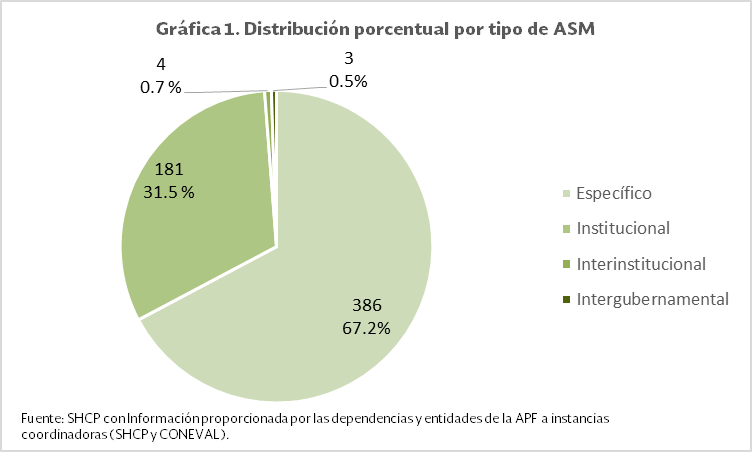 Gráfica 1. Distribución porcentual por tipo de ASM
4
0.7 %
3
0.5%
181
31.5 %
386
67.2%
Específico
Institucional
Interinstitucional
Intergubernamental
Fuente: SHCP con Información proporcionada por las dependencias y entidades de la APF a instancias
coordinadoras (SHCP y CONEVAL).